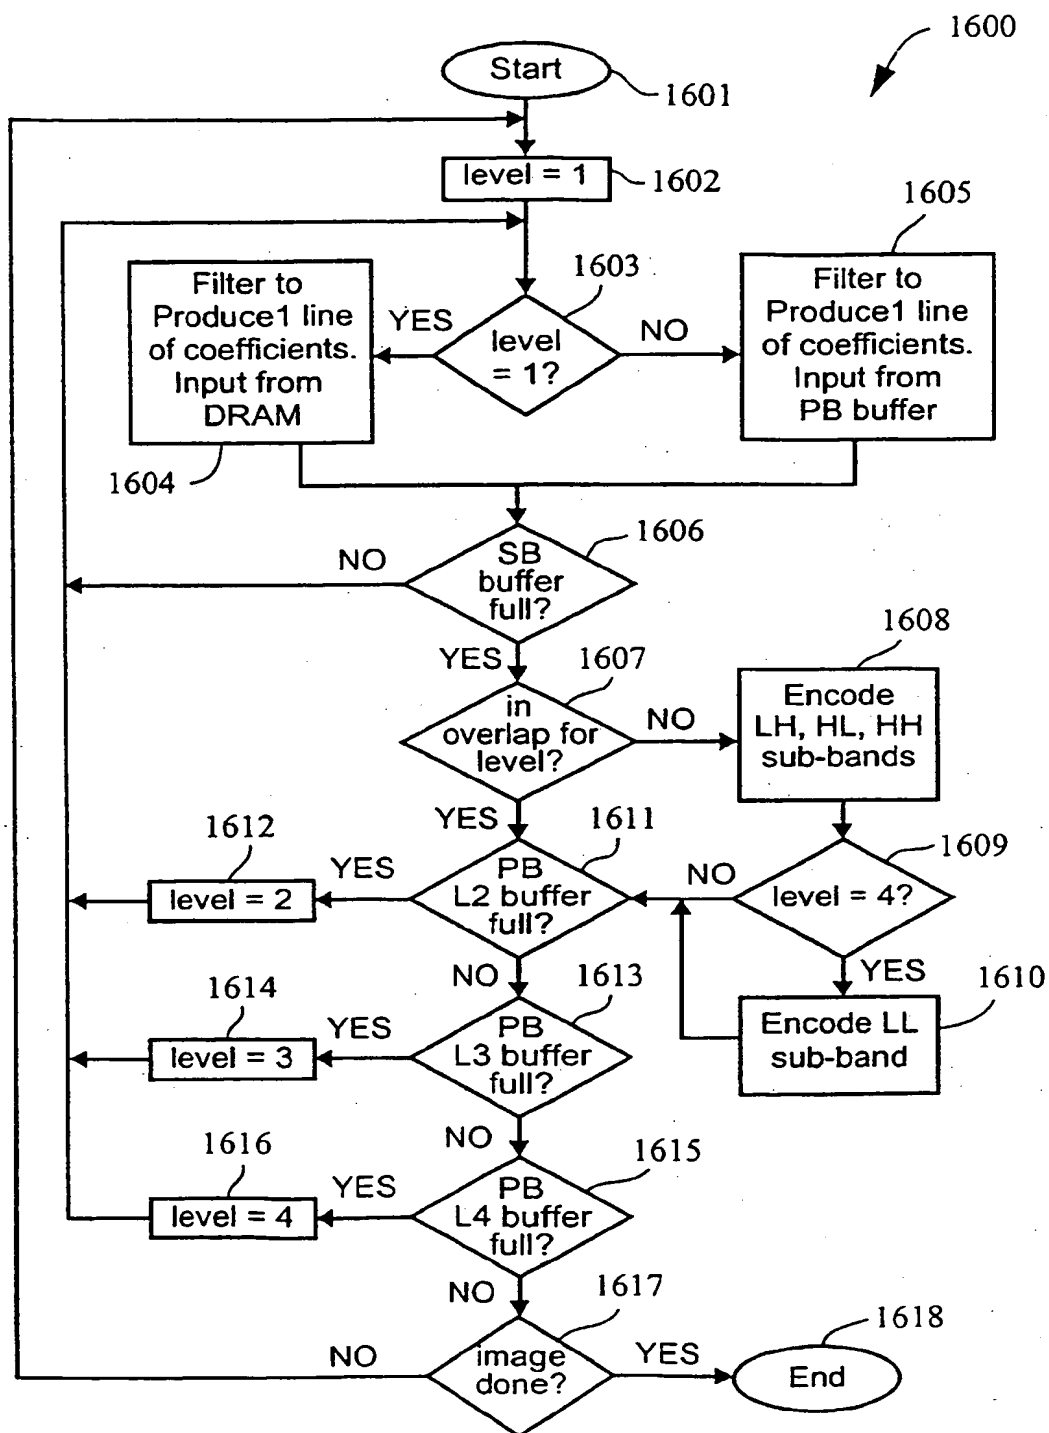 1600
Start
1601
level = 1
1602
1605
1603
Filter to
Produce1 line
of coefficients.
Input from
DRAM
YES
level
= 1?
NO
Filter to
Produce1 line
of coefficients.
Input from
PB buffer
1604
1606
NO
SB
buffer
full?
YES
1607
1608
in
overlap for
level?
NO
Encode
LH, HL, HH
sub-bands
YES
1612
1611
1609
level = 2
YES
PB
L2 buffer
full?
NO
level = 4?
NO
YES
1614
1613
1610
level = 3
YES
PB
L3 buffer
full?
Encode LL
sub-band
NO
1616
1615
level = 4
YES
PB
L4 buffer
full?
NO
1617
1618
NO
image
done?
YES
End